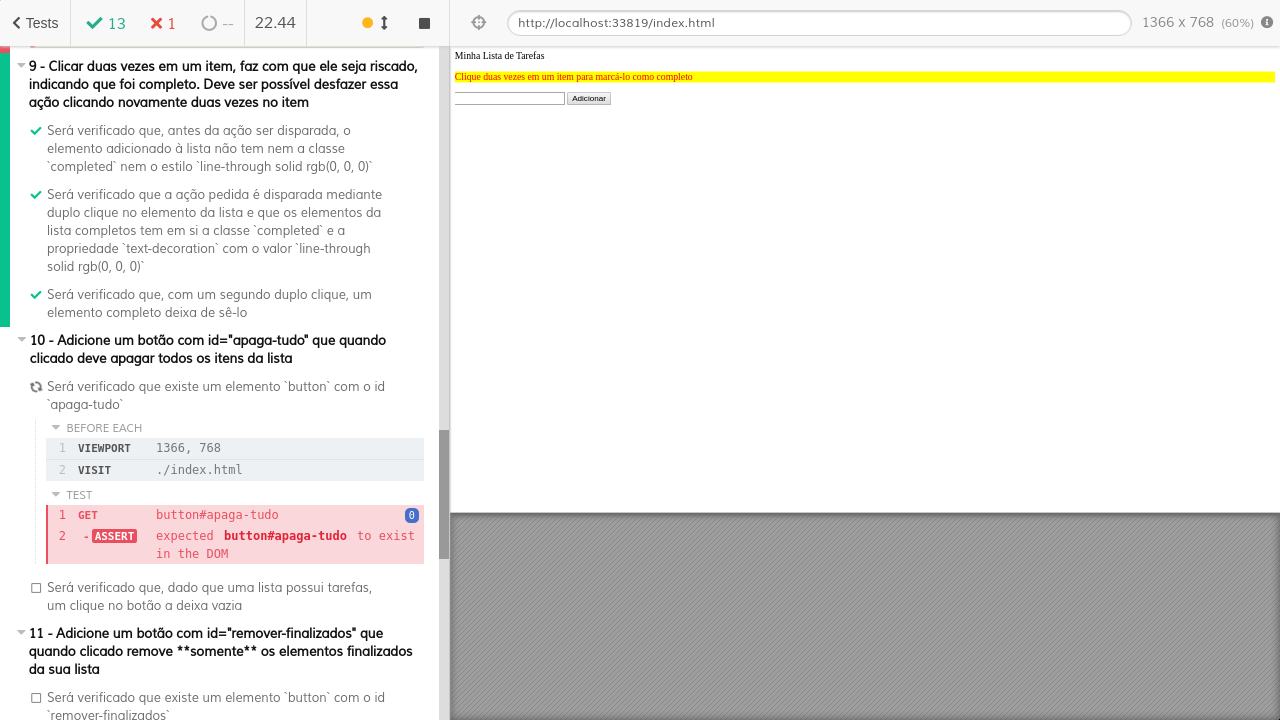 Tests
13
1
--
22.44
http://localhost:33819/index.html
1366 x 768 (60%)
9 - Clicar duas vezes em um item, faz com que ele seja riscado,
indicando que foi completo. Deve ser possível desfazer essa
ação clicando novamente duas vezes no item
Será verificado que, antes da ação ser disparada, o
elemento adicionado à lista não tem nem a classe
`completed` nem o estilo `line-through solid rgb(0, 0, 0)`
Será verificado que a ação pedida é disparada mediante
duplo clique no elemento da lista e que os elementos da
lista completos tem em si a classe `completed` e a
propriedade `text-decoration` com o valor `line-through
solid rgb(0, 0, 0)`
Será verificado que, com um segundo duplo clique, um
elemento completo deixa de sê-lo
10 - Adicione um botão com id="apaga-tudo" que quando
clicado deve apagar todos os itens da lista
Será verificado que existe um elemento `button` com o id
`apaga-tudo`
BEFORE EACH
1 VIEWPORT 1366, 768
2 VISIT ./index.html
TEST
1 GET button#apaga-tudo 0
2 -ASSERT expected button#apaga-tudo to exist
in the DOM
Será verificado que, dado que uma lista possui tarefas,
um clique no botão a deixa vazia
11 - Adicione um botão com id="remover-finalizados" que
quando clicado remove **somente** os elementos finalizados
da sua lista
Será verificado que existe um elemento `button` com o id
`remover-finalizados`
Minha Lista de Tarefas
Clique duas vezes em um item para marcá-lo como completo
Adicionar